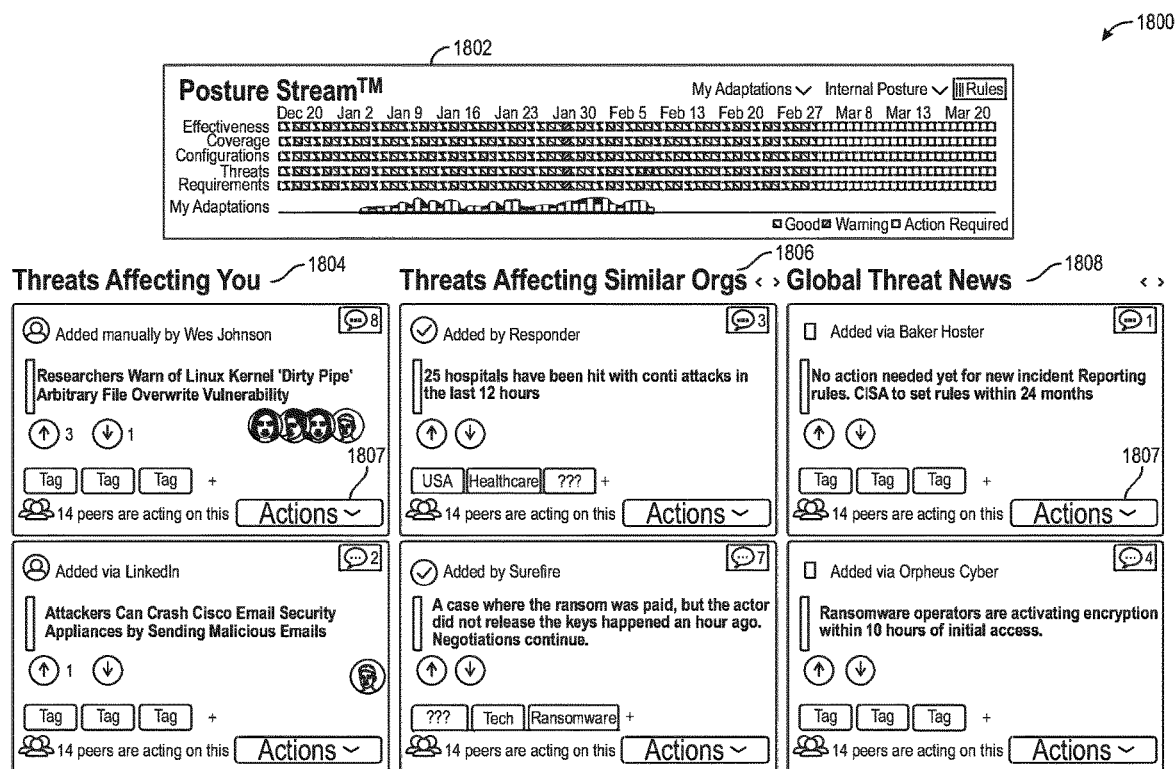 1800
1802
Posture Stream™
My Adaptations
Internal Posture
Rules
Dec 20 Jan 2 Jan 9 Jan 16 Jan 23 Jan 30 Feb 5 Feb 13 Feb 20 Feb 27 Mar 8 Mar 13 Mar 20
Effectiveness
Coverage
Configurations
Threats
Requirements
My Adaptations
Good Warning Action Required
Threats Affecting You
1804
Threats Affecting Similar Orgs < >
1806
Global Threat News
1808
< >
Added manually by Wes Johnson
8
Researchers Warn of Linux Kernel 'Dirty Pipe'
Arbitrary File Overwrite Vulnerability
3 1
1807
Tag Tag Tag +
14 peers are acting on this Actions
Added by Responder
3
25 hospitals have been hit with conti attacks in
the last 12 hours
USA Healthcare ??? +
14 peers are acting on this Actions
Added via Baker Hoster
1
No action needed yet for new incident Reporting
rules. CISA to set rules within 24 months
1807
Tag Tag Tag +
14 peers are acting on this Actions
Added via LinkedIn
2
Attackers Can Crash Cisco Email Security
Appliances by Sending Malicious Emails
1
Tag Tag Tag +
14 peers are acting on this Actions
Added by Surefire
7
A case where the ransom was paid, but the actor
did not release the keys happened an hour ago.
Negotiations continue.
??? Tech Ransomware +
14 peers are acting on this Actions
Added via Orpheus Cyber
4
Ransomware operators are activating encryption
within 10 hours of initial access.
Tag Tag Tag +
14 peers are acting on this Actions